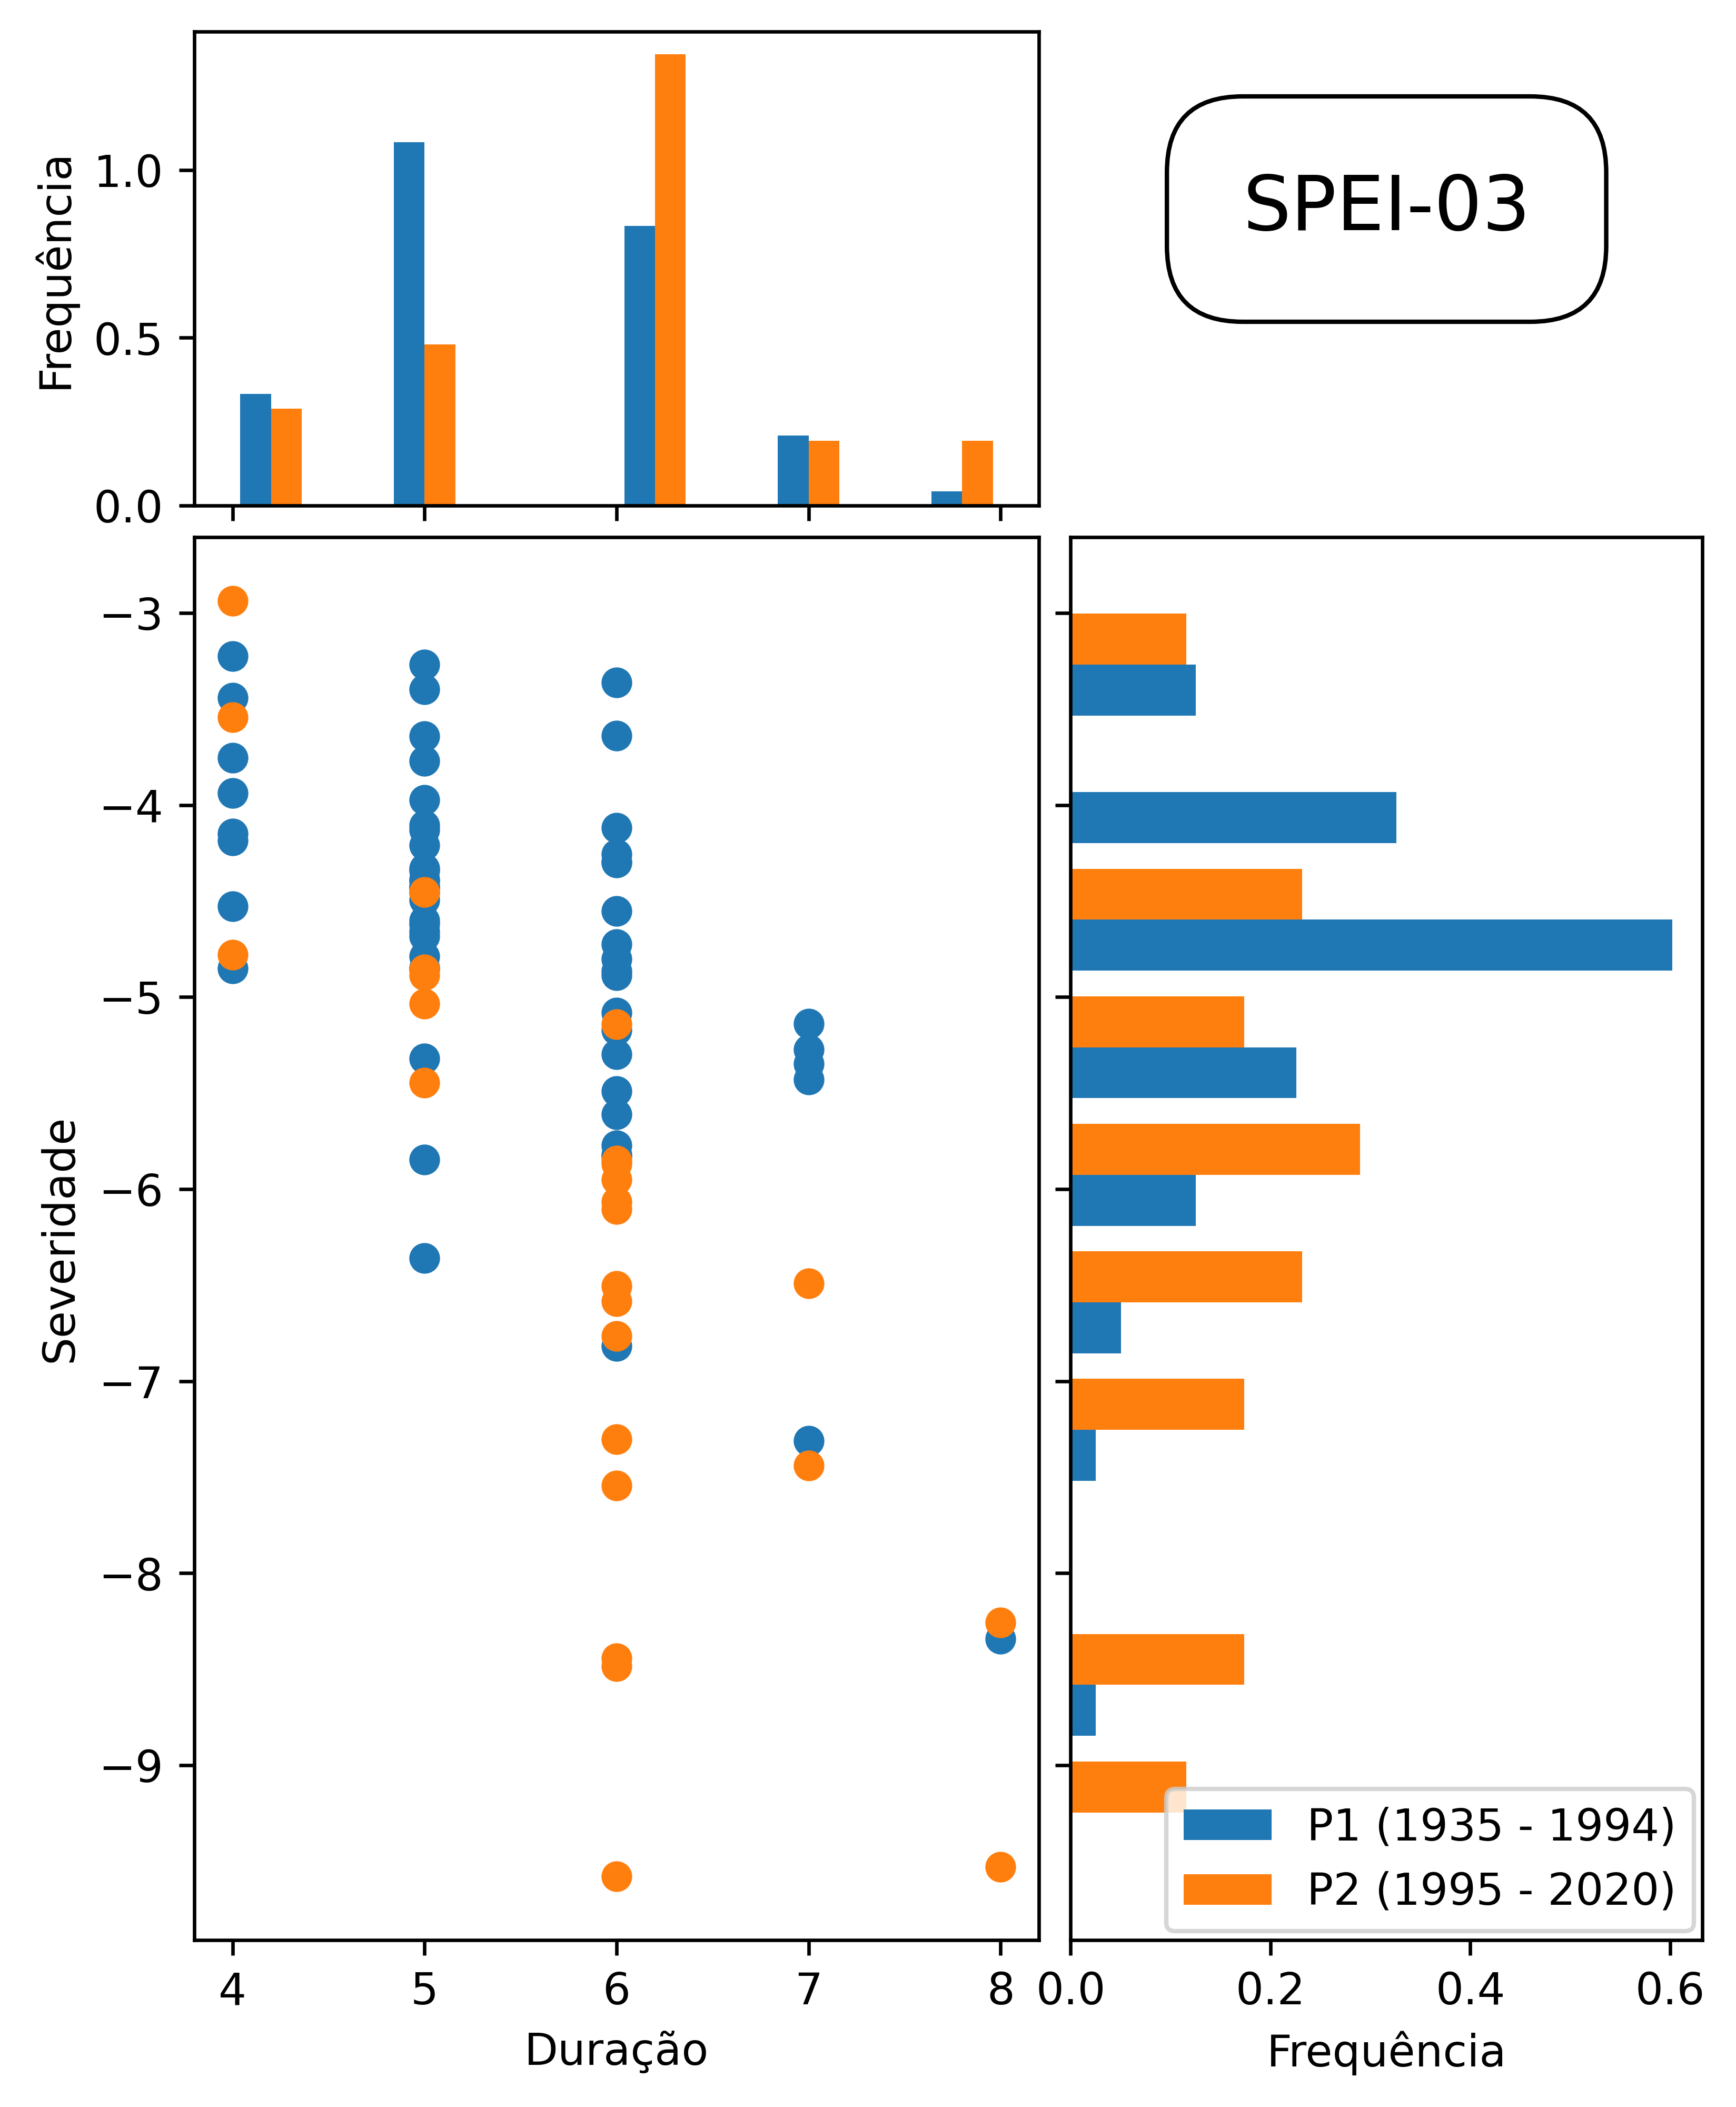 Frequência
1.0
0.5
0.0
SPEI-03
Severidade
−3
−4
−5
−6
−7
−8
−9
4 5 6 7 8
Duração
0.0 0.2 0.4 0.6
Frequência
P1 (1935 - 1994)
P2 (1995 - 2020)